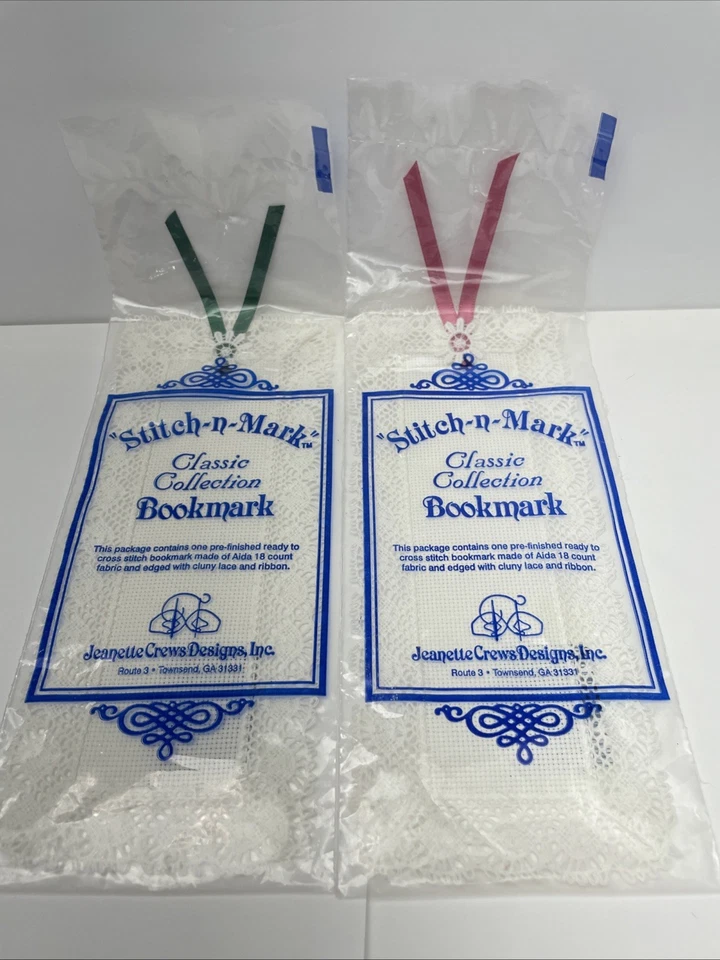 "Stitch-n-Mark"™
Classic
Collection
Bookmark
This package contains one pre-finished ready to
cross stitch bookmark made of Aida 18 count
fabric and edged with cluny lace and ribbon.
Jeanette Crews Designs, Inc.
Route 3 • Townsend, GA 31331
"Stitch-n-Mark"™
Classic
Collection
Bookmark
This package contains one pre-finished ready to
cross stitch bookmark made of Aida 18 count
fabric and edged with cluny lace and ribbon.
Jeanette Crews Designs, Inc.
Route 3 • Townsend, GA 31331